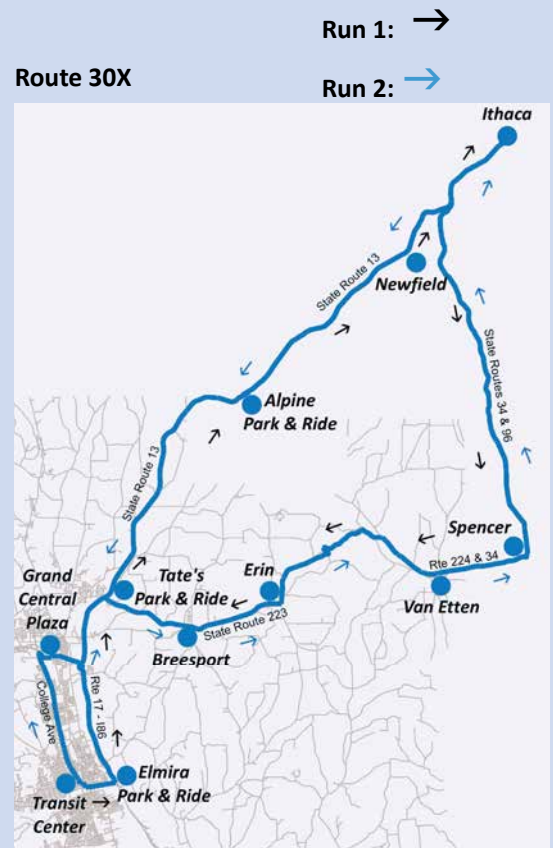 Run 1:
Route 30X
Run 2:
Ithaca
State Route 13
Newfield
State Routes 34 & 96
Alpine
Park & Ride
State Route 13
Spencer
Grand
Central
Plaza
Tate's
Park & Ride
Erin
Rte 224 & 34
Van Etten
State Route 223
Breesport
College Ave
Rte 17 - I86
Elmira
Park & Ride
Transit
Center